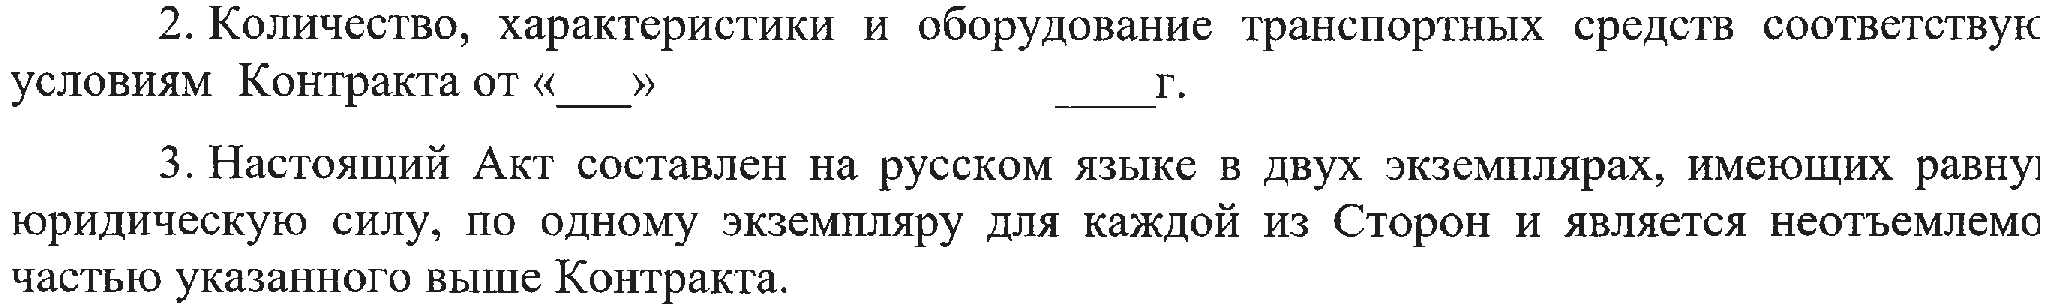 2. Количество, характеристики и оборудование транспортных средств соответствую
условиям Контракта от «___» ____г.
3. Настоящий Акт составлен на русском языке в двух экземплярах, имеющих равну
юридическую силу, по одному экземпляру для каждой из Сторон и является неотъемлемо
частью указанного выше Контракта.